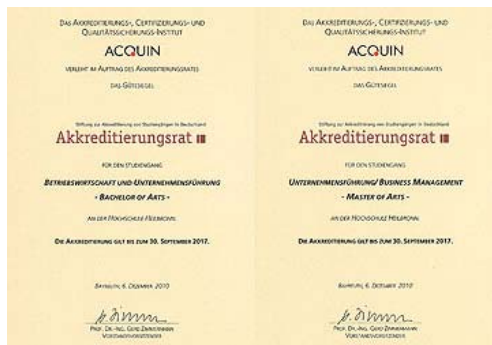 DAS AKKREDITIERUNGS-, CERTIFIZIERUNGS- UND
QUALITÄTSSICHERUNGS-INSTITUT
ACQUIN
VERLEIHT IM AUFTRAG DES AKKREDITIERUNGSRATES
DAS GÜTESIEGEL
Stiftung zur Akkreditierung von Studiengängen in Deutschland
Akkreditierungsrat
FÜR DEN STUDIENGANG
BETRIEBSWIRTSCHAFT UND UNTERNEHMENSFÜHRUNG
- BACHELOR OF ARTS -
AN DER HOCHSCHULE HEILBRONN.
DIE AKKREDITIERUNG GILT BIS ZUM 30. SEPTEMBER 2017.
BAYREUTH, 6. DEZEMBER 2010
PROF. DR.-ING. GERD ZIMMERMANN
VORSTANDSVORSITZENDER
DAS AKKREDITIERUNGS-, CERTIFIZIERUNGS- UND
QUALITÄTSSICHERUNGS-INSTITUT
ACQUIN
VERLEIHT IM AUFTRAG DES AKKREDITIERUNGSRATES
DAS GÜTESIEGEL
Stiftung zur Akkreditierung von Studiengängen in Deutschland
Akkreditierungsrat
FÜR DEN STUDIENGANG
UNTERNEHMENSFÜHRUNG/ BUSINESS MANAGEMENT
- MASTER OF ARTS -
AN DER HOCHSCHULE HEILBRONN.
DIE AKKREDITIERUNG GILT BIS ZUM 30. SEPTEMBER 2017.
BAYREUTH, 6. DEZEMBER 2010
PROF. DR.-ING. GERD ZIMMERMANN
VORSTANDSVORSITZENDER